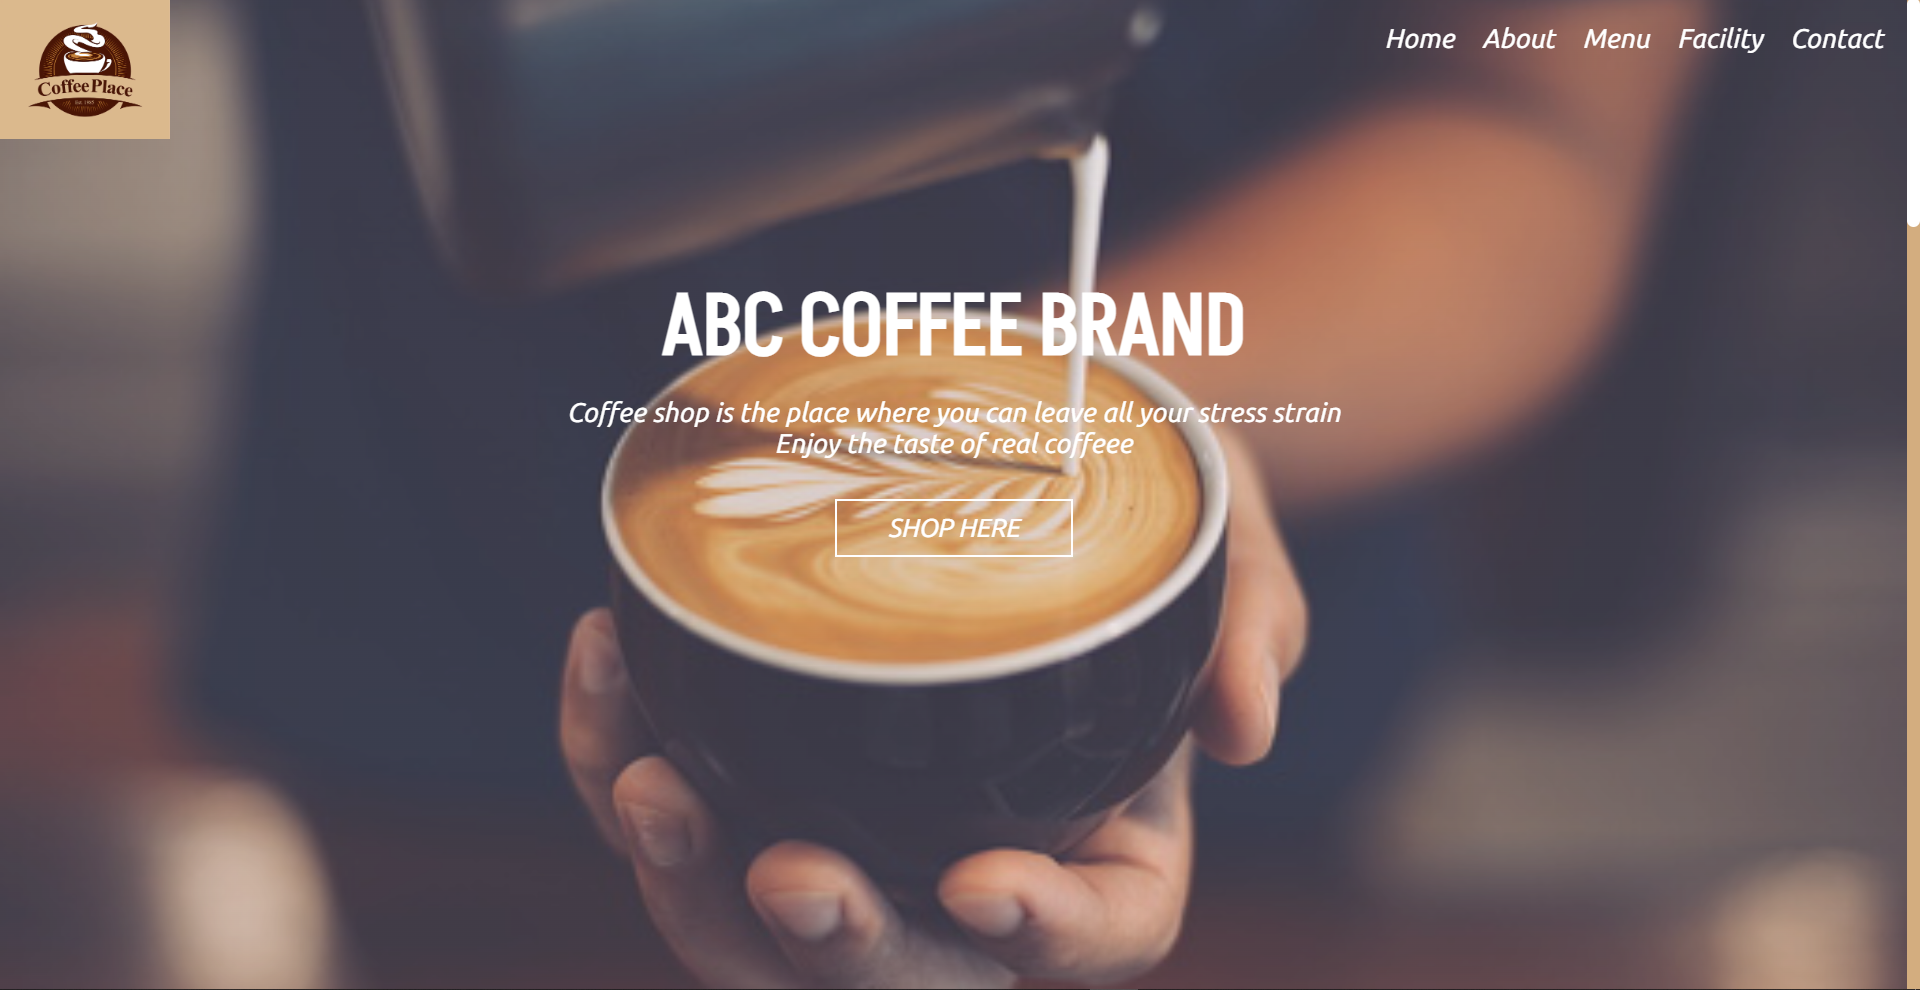 Coffee Place
Est 1985
Home About Menu Facility Contact
ABC COFFEE BRAND
Coffee shop is the place where you can leave all your stress strain
Enjoy the taste of real coffeee
SHOP HERE